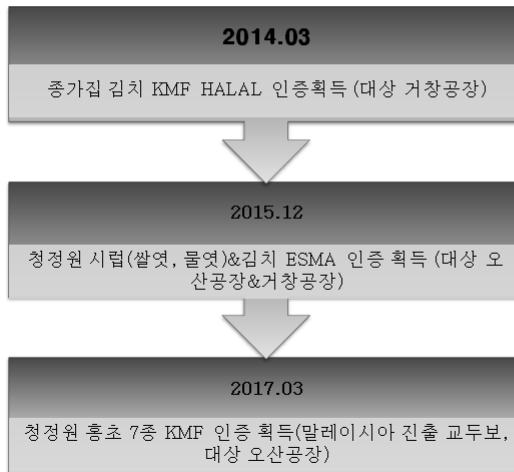 2014.03
종가집 김치 KMF HALAL 인증획득 (대상 거창공장)
2015.12
청정원 시럽(쌀엿, 물엿)&김치 ESMA 인증 획득 (대상 오
산공장&거창공장)
2017.03
청정원 홍초 7종 KMF 인증 획득(말레이시아 진출 교두보,
대상 오산공장)